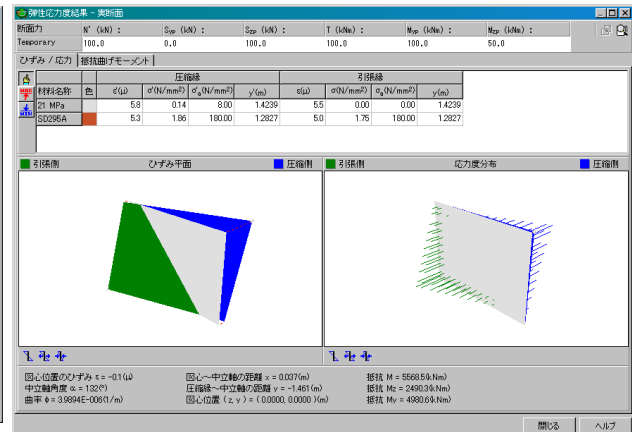 弾性応力度結果 - 実断面
断面力 N' (kN) : Syp (kN) : Szp (kN) : T (kNm) : Myp (kNm) : Mzp (kNm) :
Temporary 100.0 0.0 100.0 100.0 100.0 50.0
ひずみ / 応力 抵抗曲げモーメント
圧縮縁 引張縁
材料名称 色 ε'(μ) σ'(N/mm²) σ'a(N/mm²) y'(m) ε(μ) σ(N/mm²) σa(N/mm²) y(m)
21 MPa 5.8 0.14 8.00 1.4239 5.5 0.00 0.00 1.4239
SD295A 5.3 1.86 180.00 1.2827 5.0 1.75 180.00 1.2827
MAX
MIN
引張側 ひずみ平面 圧縮側 引張側 応力度分布 圧縮側
図心位置のひずみ ε = -0.1(μ) 図心~中立軸の距離 x = 0.037(m) 抵抗 M = 5568.5(kNm)
中立軸角度 α = 132(°) 圧縮縁~中立軸の距離 y = -1.461(m) 抵抗 Mz = 2490.3(kNm)
曲率 φ = 3.9894E-006(1/m) 図心位置 ( z, y ) = ( 0.0000, 0.0000 )(m) 抵抗 My = 4980.6(kNm)
閉じる ヘルプ